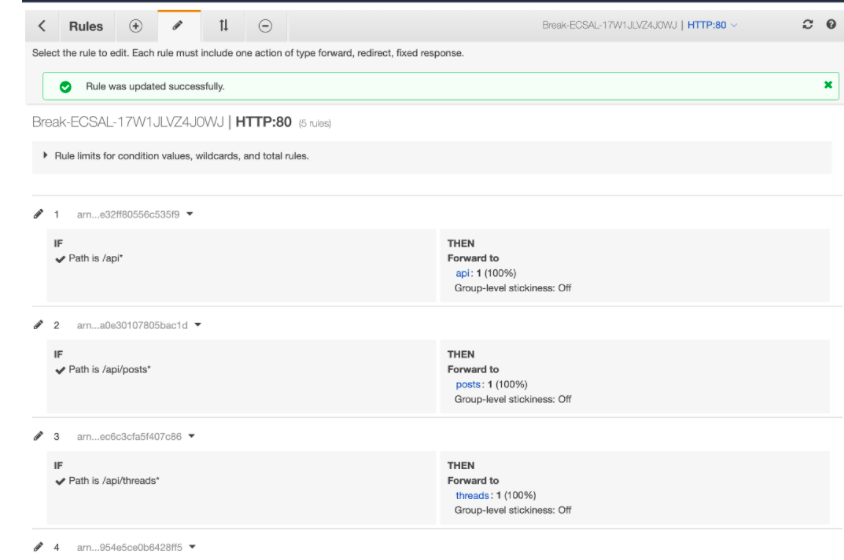 Rules
Break-ECSAL-17W1JLVZ4J0WJ | HTTP:80
Select the rule to edit. Each rule must include one action of type forward, redirect, fixed response.
Rule was updated successfully.
Break-ECSAL-17W1JLVZ4J0WJ | HTTP:80 (5 rules)
Rule limits for condition values, wildcards, and total rules.
1 arn...e32ff80556c535f9
IF
Path is /api*
THEN
Forward to
api: 1 (100%)
Group-level stickiness: Off
2 arn...a0e30107805bac1d
IF
Path is /api/posts*
THEN
Forward to
posts: 1 (100%)
Group-level stickiness: Off
3 arn...ec6c3cfa5f407c86
IF
Path is /api/threads*
THEN
Forward to
threads: 1 (100%)
Group-level stickiness: Off
4 arn...954e5ce0b6428ff5